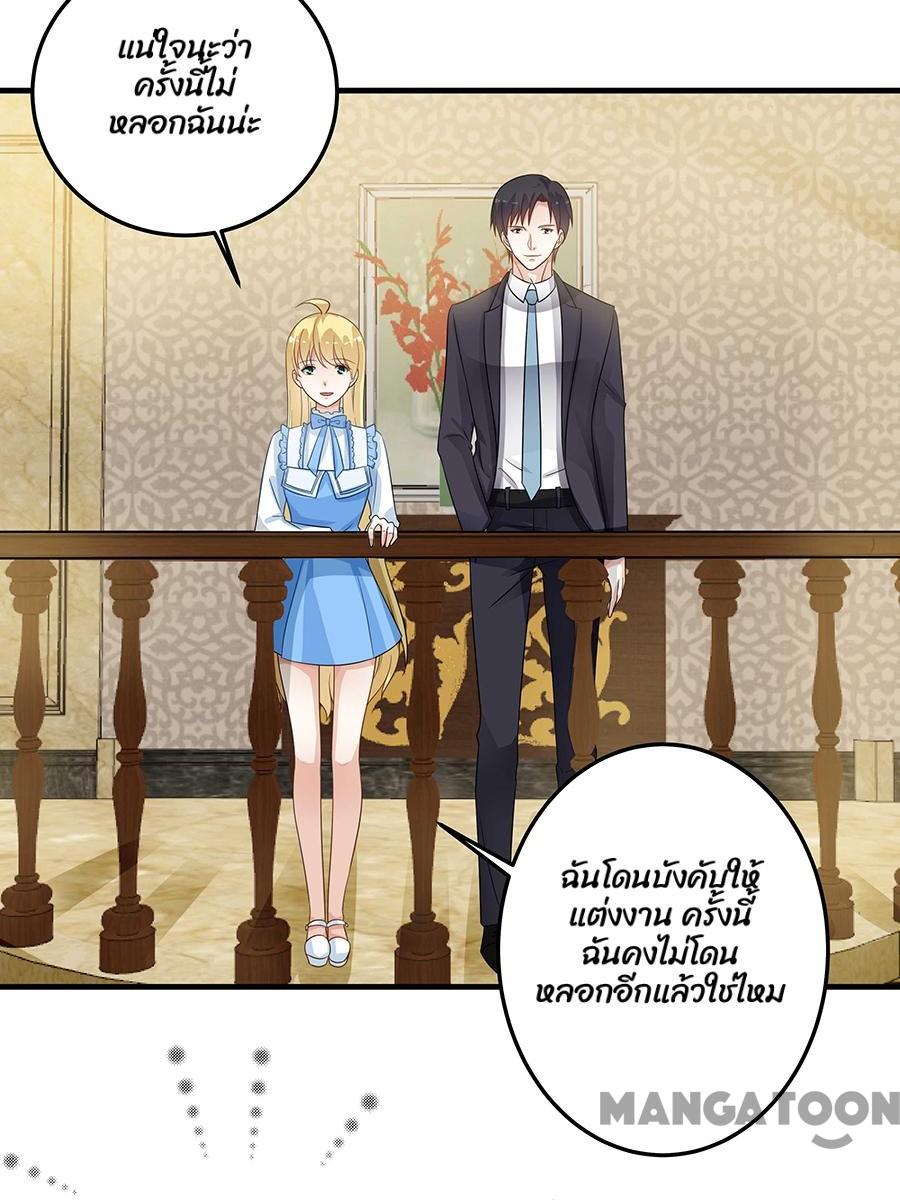 แน่ใจนะว่า
ครั้งนี้ไม่
หลอกฉันน่ะ
ฉันโดนบังคับให้
แต่งงาน ครั้งนี้
ฉันคงไม่โดน
หลอกอีกแล้วใช่ไหม
MANGATOON